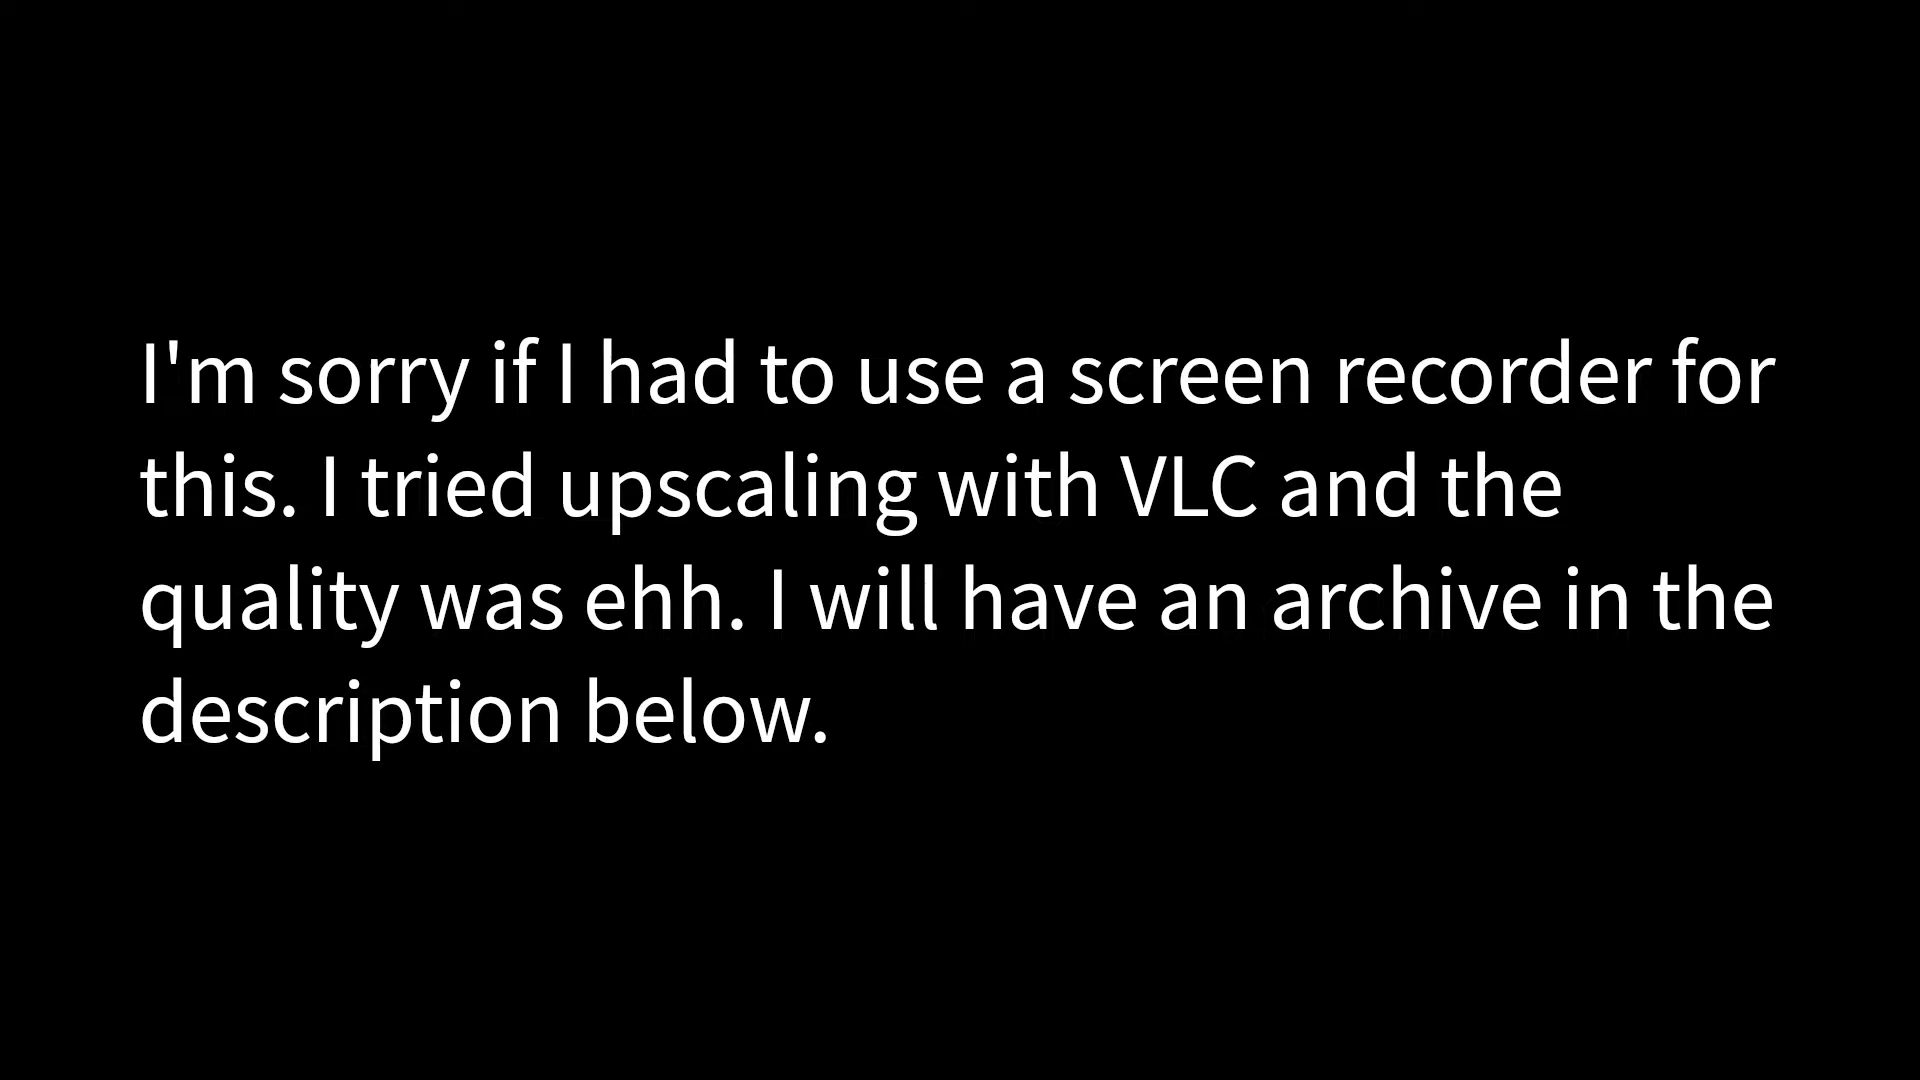 I'm sorry if I had to use a screen recorder for
this. I tried upscaling with VLC and the
quality was ehh. I will have an archive in the
description below.